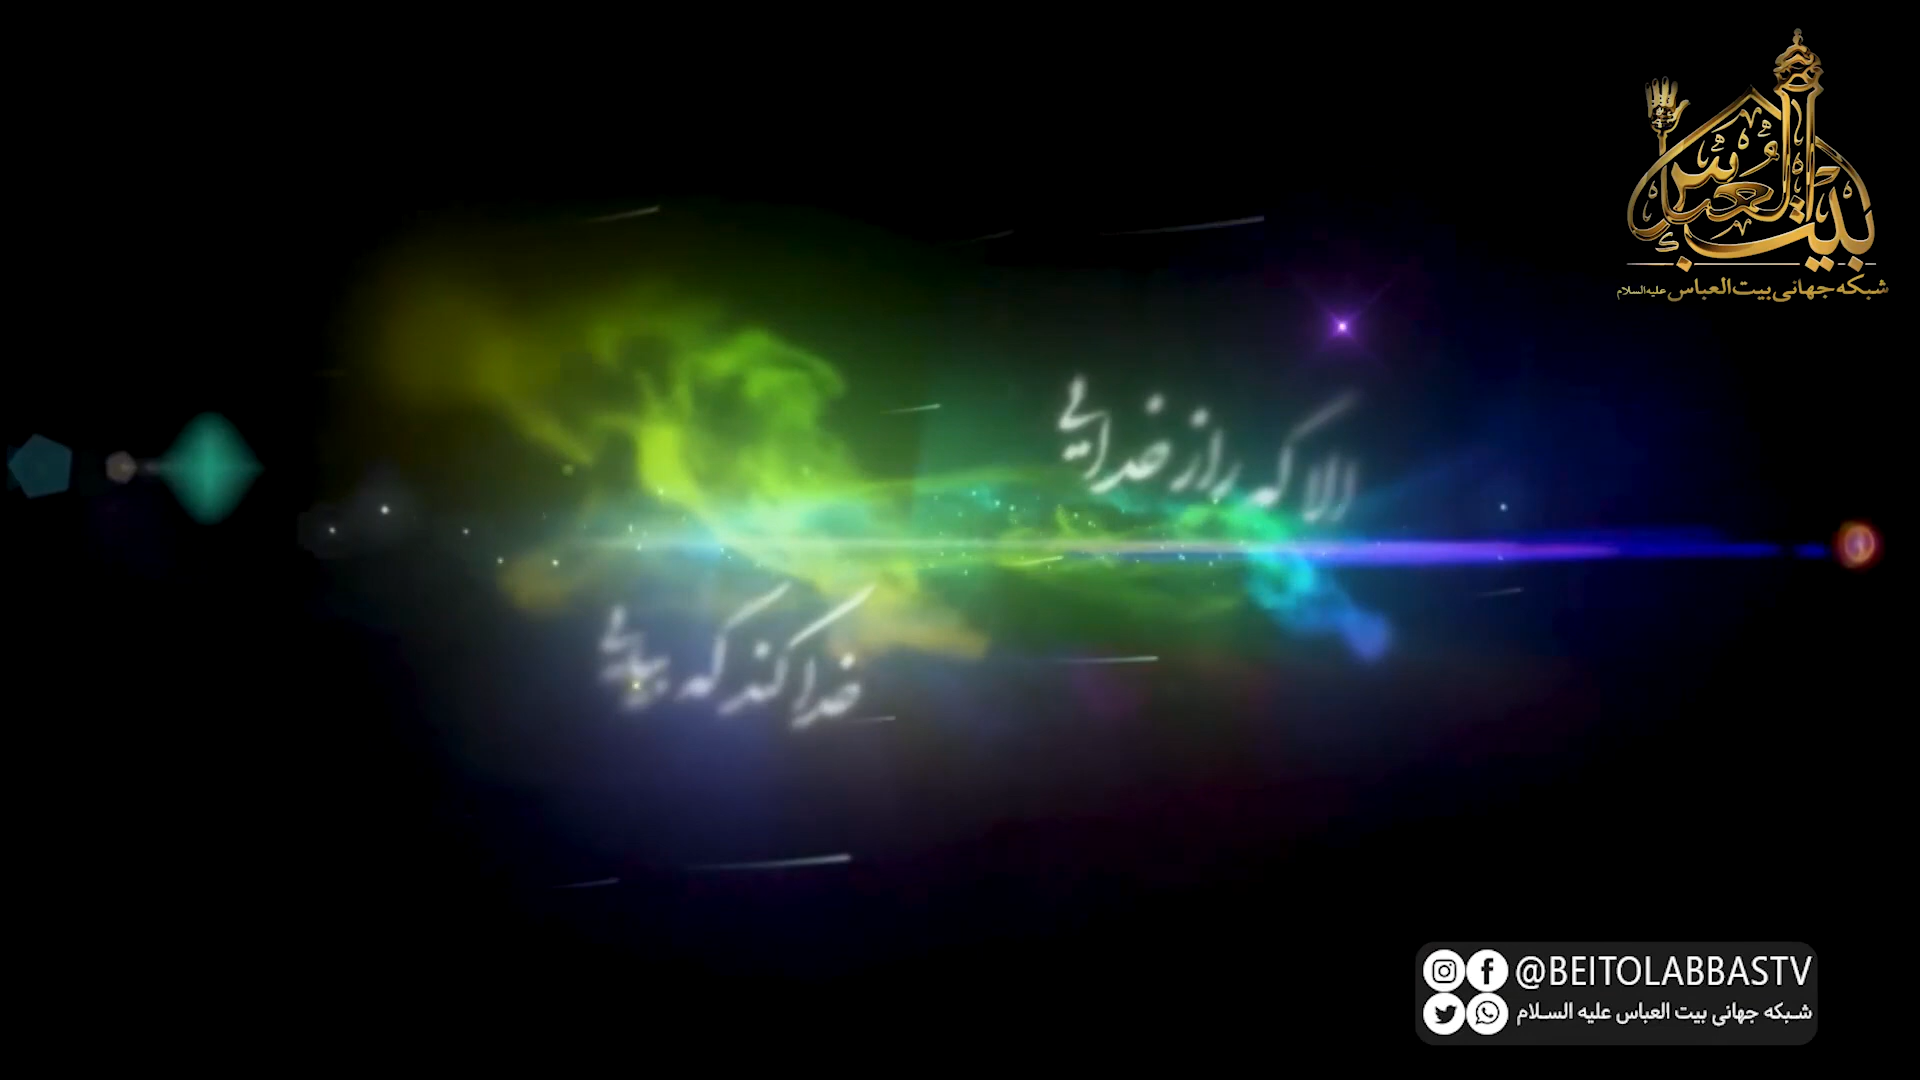 بیت العباس
شبکه جهانی بیت العباس علیه السلام
الا که راز خدایی
خدا کند که بیایی
@BEITOLABBASTV
شبکه جهانی بیت العباس علیه السلام